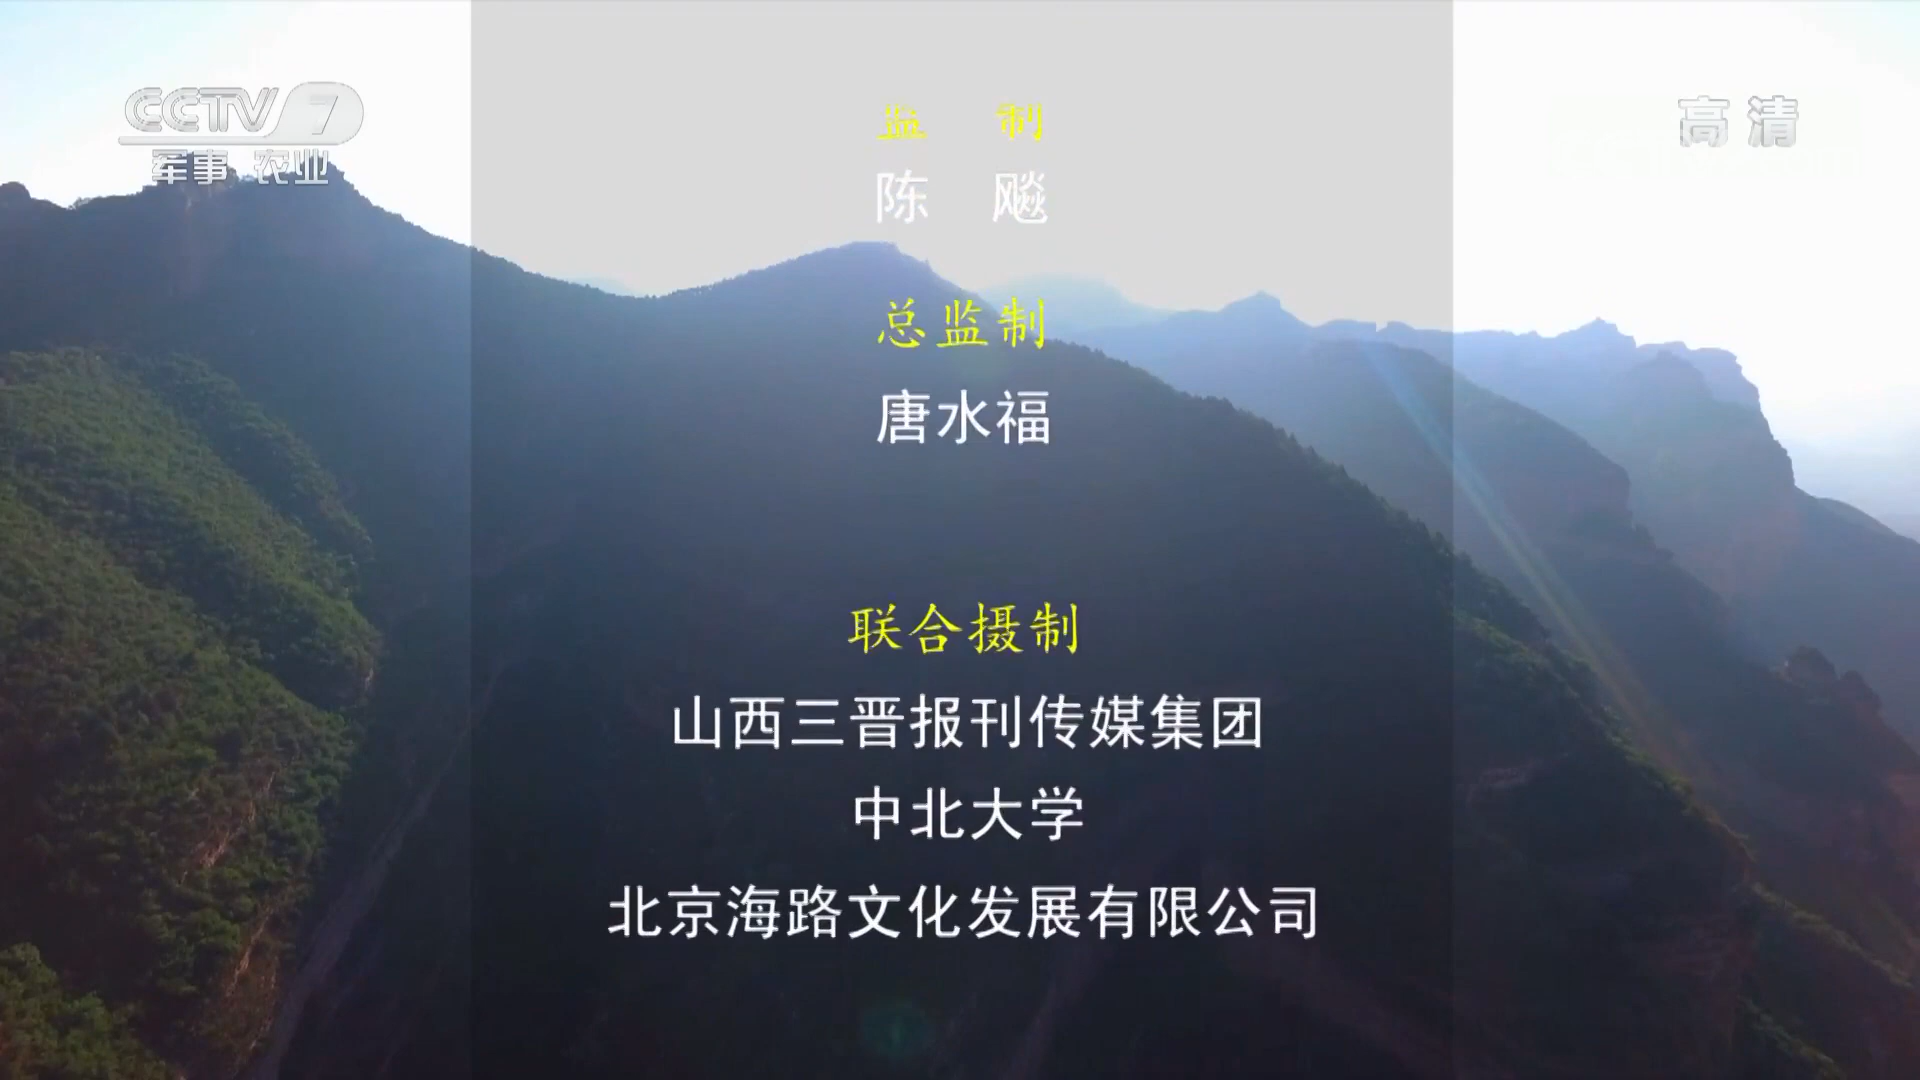 CCTV 7
高清
军事 农业
监 制
陈 飚
总监制
唐水福
联合摄制
山西三晋报刊传媒集团
中北大学
北京海路文化发展有限公司